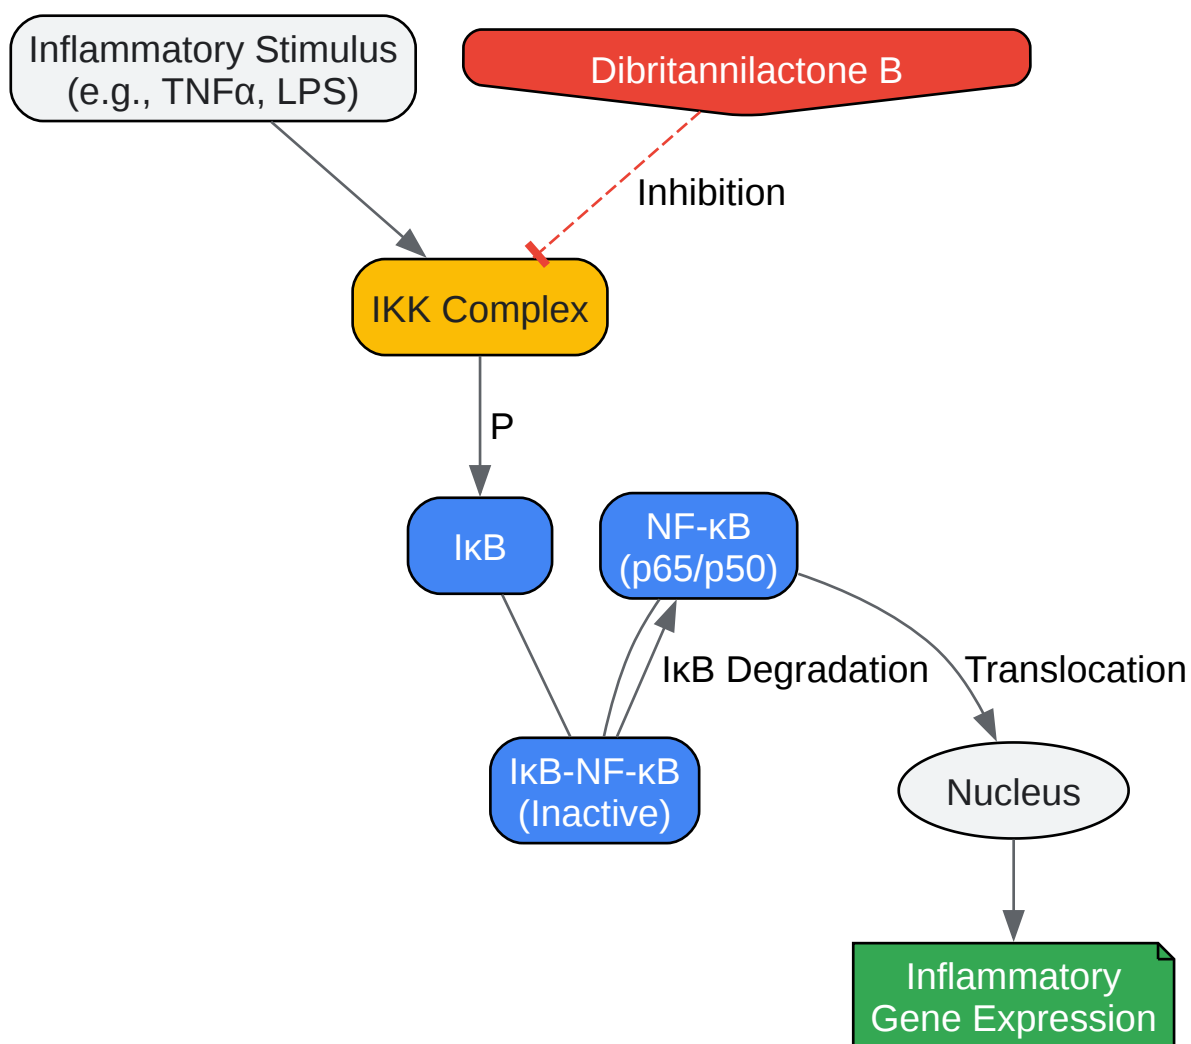 Inflammatory Stimulus
(e.g., TNFα, LPS)
Dibritannilactone B
Inhibition
IKK Complex
P
IκB
NF-κB
(p65/p50)
IκB Degradation
Translocation
IκB-NF-κB
(Inactive)
Nucleus
Inflammatory
Gene Expression